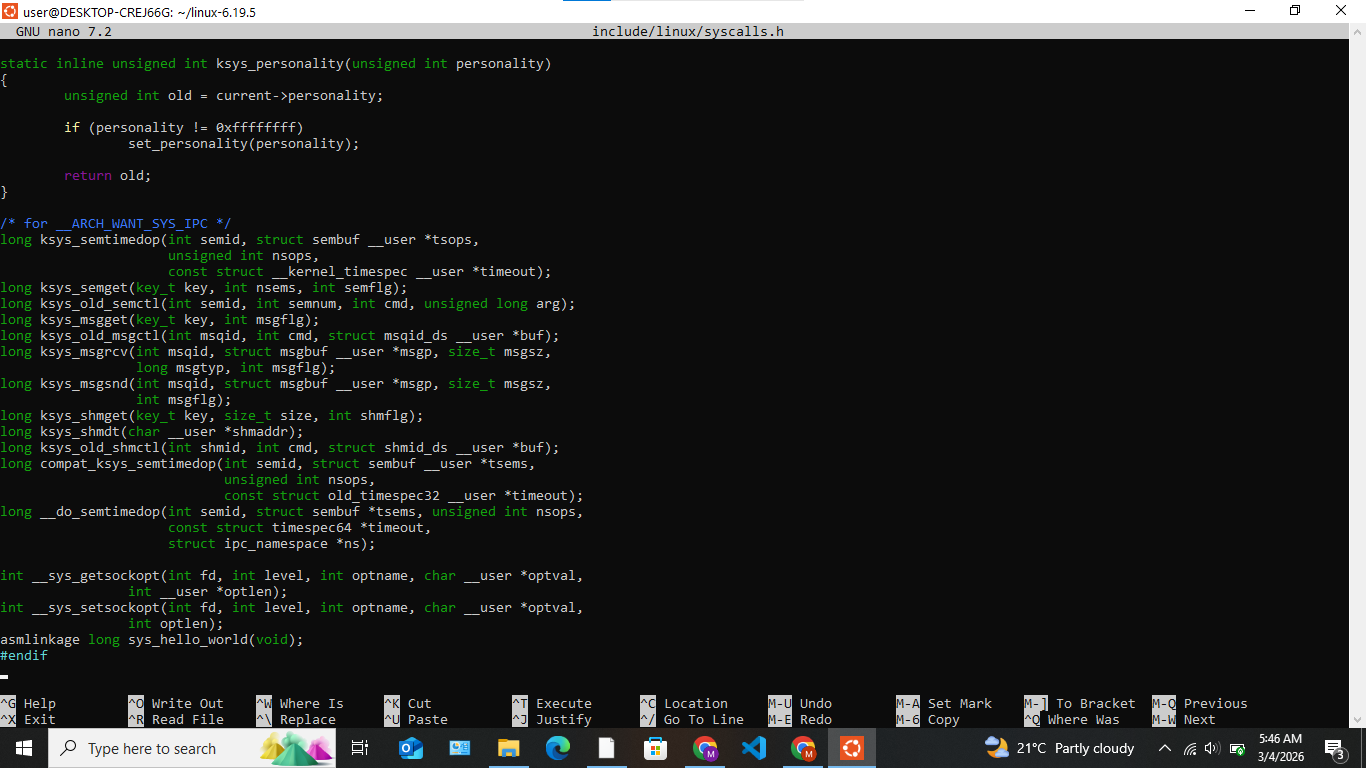 user@DESKTOP-CREJ66G: ~/linux-6.19.5
GNU nano 7.2 include/linux/syscalls.h
static inline unsigned int ksys_personality(unsigned int personality)
{
        unsigned int old = current->personality;
        if (personality != 0xffffffff)
                set_personality(personality);
        return old;
}
/* for __ARCH_WANT_SYS_IPC */
long ksys_semtimedop(int semid, struct sembuf __user *tsops,
                     unsigned int nsops,
                     const struct __kernel_timespec __user *timeout);
long ksys_semget(key_t key, int nsems, int semflg);
long ksys_old_semctl(int semid, int semnum, int cmd, unsigned long arg);
long ksys_msgget(key_t key, int msgflg);
long ksys_old_msgctl(int msqid, int cmd, struct msqid_ds __user *buf);
long ksys_msgrcv(int msqid, struct msgbuf __user *msgp, size_t msgsz,
                 long msgtyp, int msgflg);
long ksys_msgsnd(int msqid, struct msgbuf __user *msgp, size_t msgsz,
                 int msgflg);
long ksys_shmget(key_t key, size_t size, int shmflg);
long ksys_shmdt(char __user *shmaddr);
long ksys_old_shmctl(int shmid, int cmd, struct shmid_ds __user *buf);
long compat_ksys_semtimedop(int semid, struct sembuf __user *tsems,
                            unsigned int nsops,
                            const struct old_timespec32 __user *timeout);
long __do_semtimedop(int semid, struct sembuf *tsems, unsigned int nsops,
                     const struct timespec64 *timeout,
                     struct ipc_namespace *ns);
int __sys_getsockopt(int fd, int level, int optname, char __user *optval,
                int __user *optlen);
int __sys_setsockopt(int fd, int level, int optname, char __user *optval,
                int optlen);
asmlinkage long sys_hello_world(void);
#endif
^G Help ^O Write Out ^W Where Is ^K Cut ^T Execute ^C Location M-U Undo M-A Set Mark M-] To Bracket M-Q Previous
^X Exit ^R Read File ^\ Replace ^U Paste ^J Justify ^/ Go To Line M-E Redo M-6 Copy ^Q Where Was M-W Next
Type here to search
21°C Partly cloudy
5:46 AM
3/4/2026
3